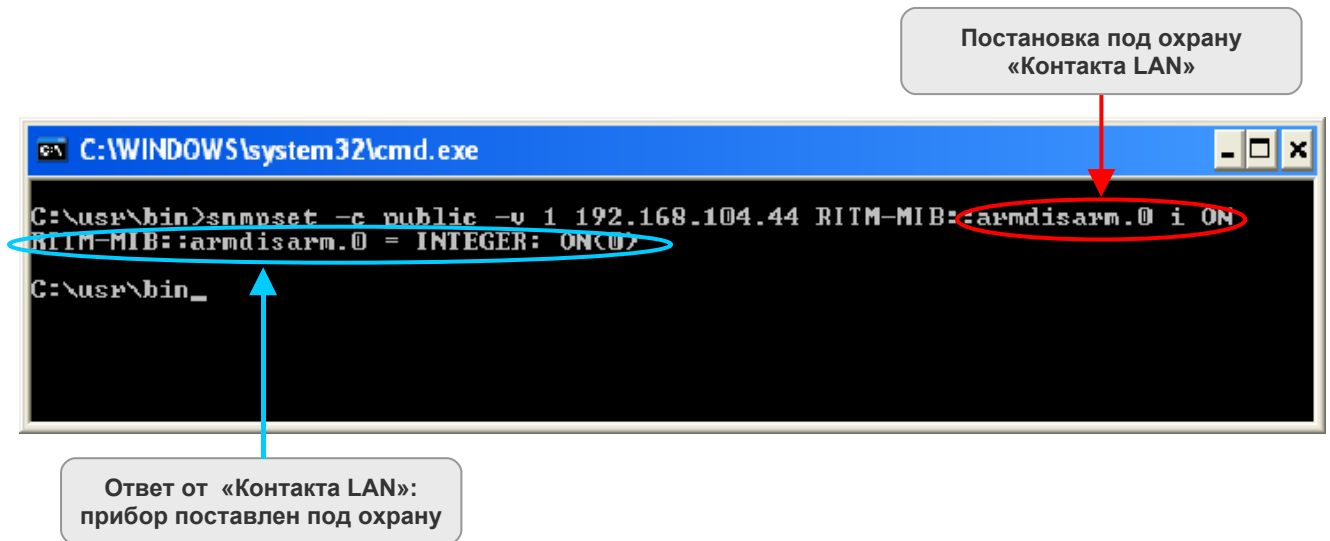 Постановка под охрану
«Контакта LAN»
C:\WINDOWS\system32\cmd.exe
C:\usr\bin>snmpset -c public -v 1 192.168.104.44 RITM-MIB::armdisarm.0 i ON
RITM-MIB::armdisarm.0 = INTEGER: ON(0)
C:\usr\bin_
Ответ от «Контакта LAN»:
прибор поставлен под охрану